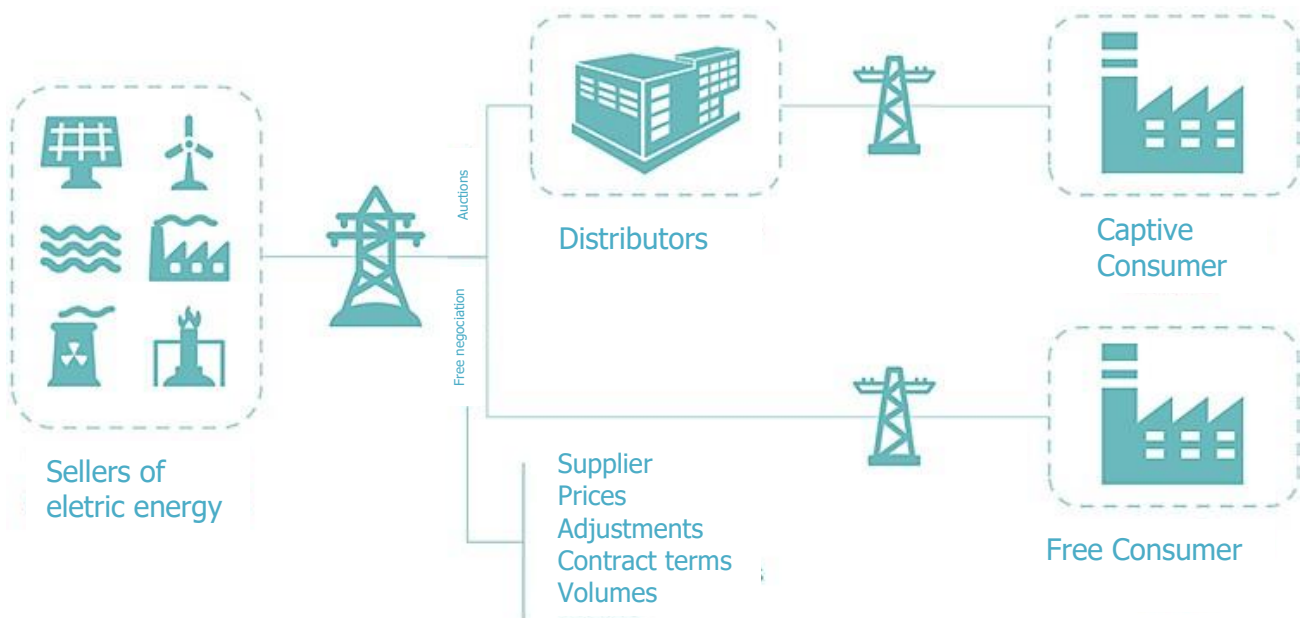 Auctions
Distributors
Captive
Consumer
Free negociation
Sellers of
eletric energy
Supplier
Prices
Adjustments
Contract terms
Volumes
Free Consumer